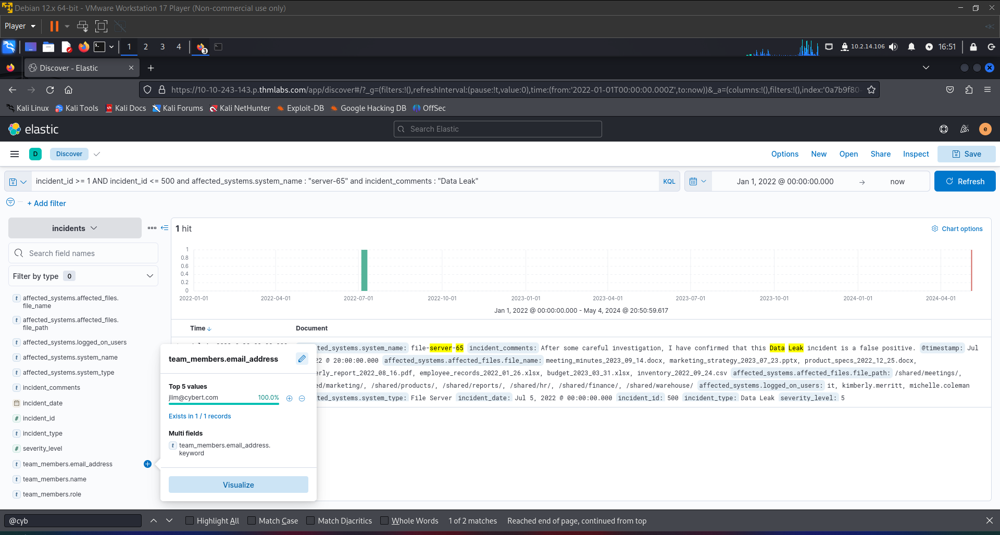 Debian 12.x 64-bit - VMware Workstation 17 Player (Non-commercial use only)
Player
1 2 3 4
3
10.2.14.106
16:51
Discover - Elastic
https://10-10-243-143.p.thmlabs.com/app/discover#/?_g=(filters:!(),refreshInterval:(pause:!t,value:0),time:(from:'2022-01-01T00:00:00.000Z',to:now))&_a=(columns:!(),filters:!(),index:'0a7b9f80-
Kali Linux Kali Tools Kali Docs Kali Forums Kali NetHunter Exploit-DB Google Hacking DB OffSec
elastic
Search Elastic
e
D
Discover
Options New Open Share Inspect Save
incident_id >= 1 AND incident_id <= 500 and affected_systems.system_name : "server-65" and incident_comments : "Data Leak"
KQL
Jan 1, 2022 @ 00:00:00.000 → now
Refresh
+ Add filter
incidents
Search field names
Filter by type 0
affected_systems.affected_files.
file_name
affected_systems.affected_files.
file_path
affected_systems.logged_on_users
affected_systems.system_name
affected_systems.system_type
incident_comments
incident_date
incident_id
incident_type
severity_level
team_members.email_address
team_members.name
team_members.role
1 hit
Chart options
1
0.8
0.6
0.4
0.2
0
2022-01-01 2022-04-01 2022-07-01 2022-10-01 2023-01-01 2023-04-01 2023-07-01 2023-10-01 2024-01-01 2024-04-01
Jan 1, 2022 @ 00:00:00.000 - May 4, 2024 @ 20:50:59.617
Time Document
ted_systems.system_name: file-server-65 incident_comments: After some careful investigation, I have confirmed that this Data Leak incident is a false positive. @timestamp: Jul
22 @ 20:00:00.000 affected_systems.affected_files.file_name: meeting_minutes_2023_09_14.docx, marketing_strategy_2023_07_23.pptx, product_specs_2022_12_25.docx,
erly_report_2022_08_16.pdf, employee_records_2022_01_26.xlsx, budget_2023_03_31.xlsx, inventory_2022_09_24.csv affected_systems.affected_files.file_path: /shared/meetings/,
ed/marketing/, /shared/products/, /shared/reports/, /shared/hr/, /shared/finance/, /shared/warehouse/ affected_systems.logged_on_users: it, kimberly.merritt, michelle.coleman
ted_systems.system_type: File Server incident_date: Jul 5, 2022 @ 00:00:00.000 incident_id: 500 incident_type: Data Leak severity_level: 5
team_members.email_address
Top 5 values
jlim@cybert.com 100.0%
Exists in 1 / 1 records
Multi fields
team_members.email_address.
keyword
Visualize
@cyb
Highlight All Match Case Match Diacritics Whole Words 1 of 2 matches Reached end of page, continued from top